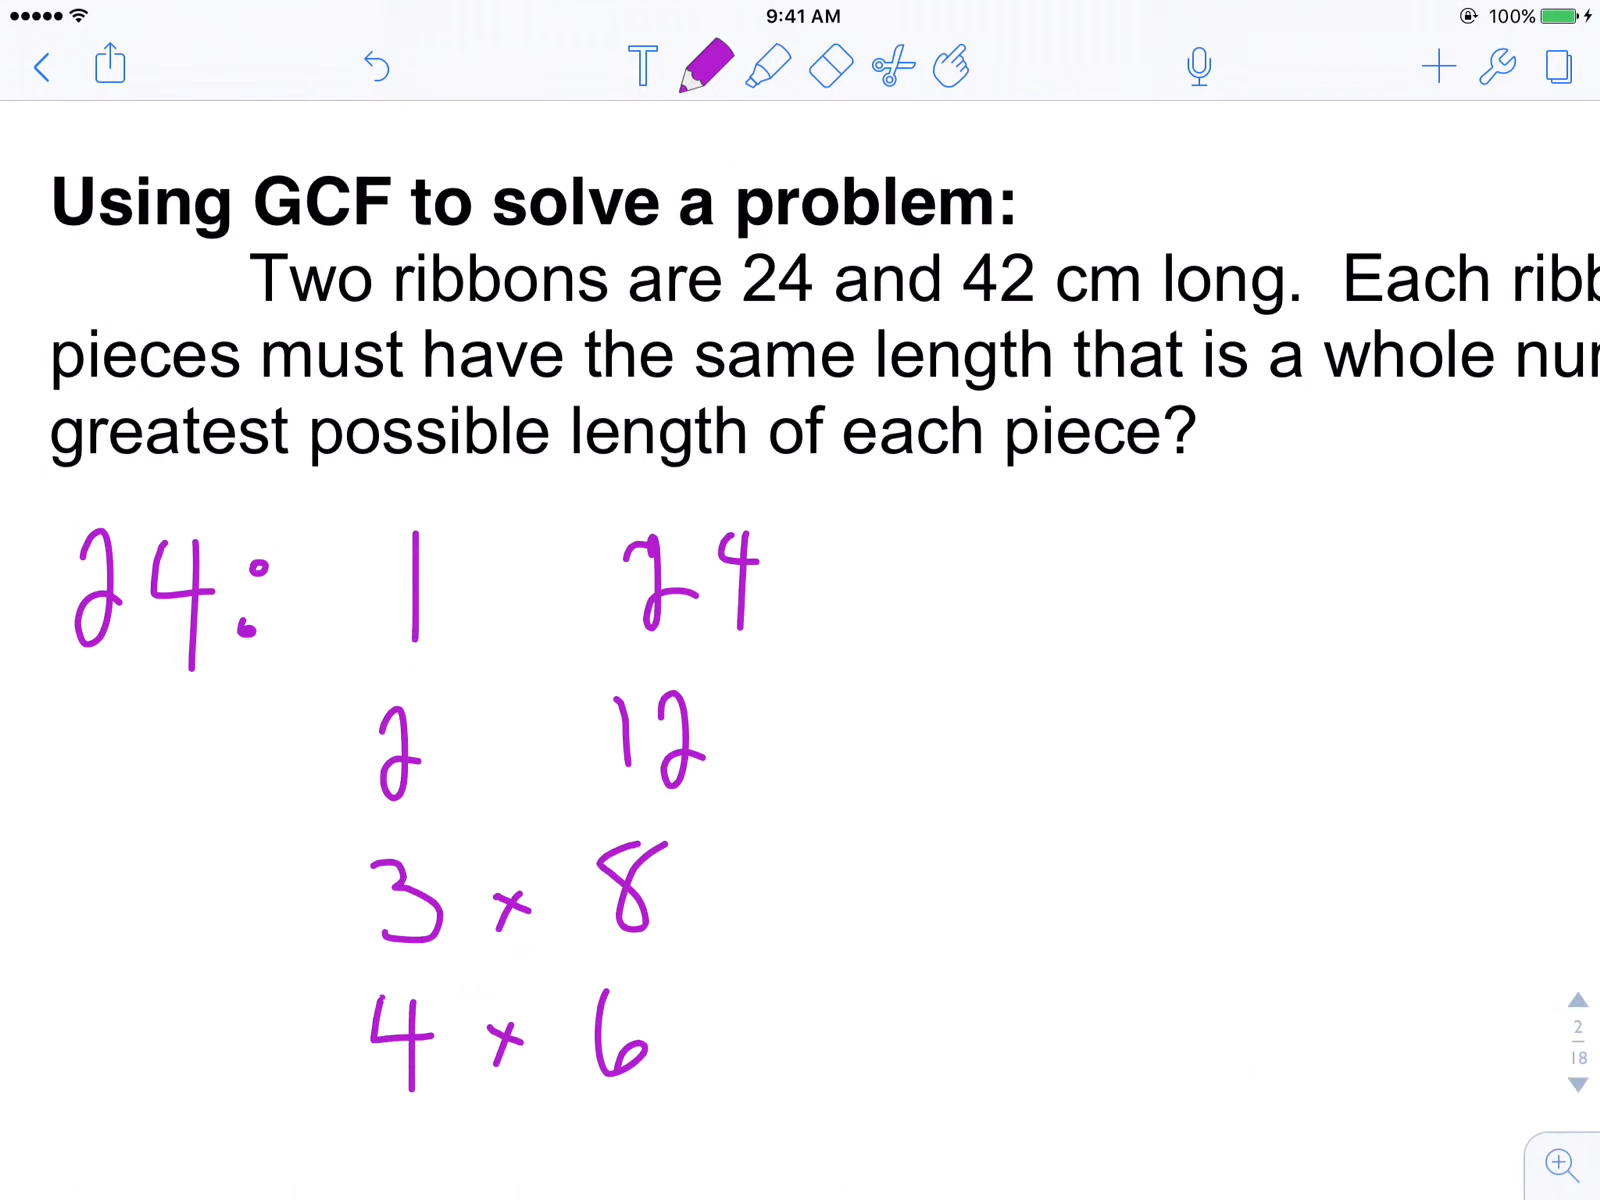 9:41 AM 100%
T
Using GCF to solve a problem:
Two ribbons are 24 and 42 cm long. Each
pieces must have the same length that is a whole
greatest possible length of each piece?
24: 1 24
2 12
3 × 8
4 × 6
2
18